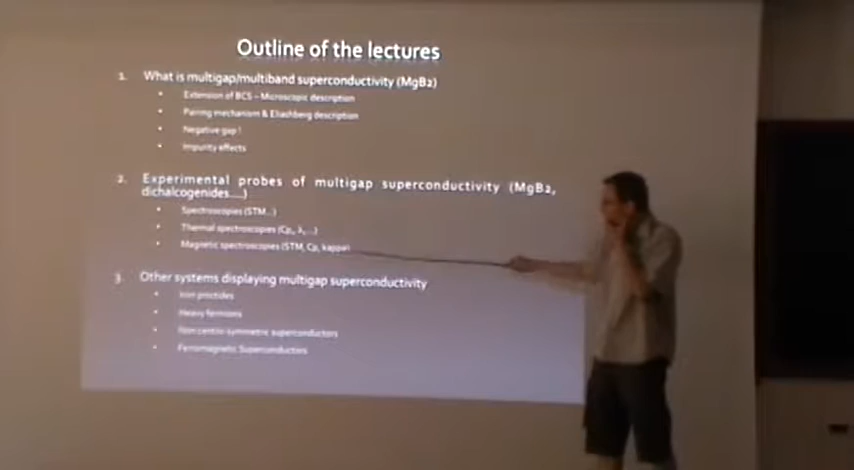 Outline of the lectures
1. What is multigap/multiband superconductivity (MgB2)
• Extension of BCS – Microscopic description
• Pairing mechanism & Eliashberg description
• Negative gap !
• Impurity effects
2. Experimental probes of multigap superconductivity (MgB2,
dichalcogenides....)
• Spectroscopies (STM...)
• Thermal spectroscopies (Cp, λ,...)
• Magnetic spectroscopies (STM, Cp, kappa)
3. Other systems displaying multigap superconductivity
• Iron pnictides
• Heavy fermions
• Non centro symmetric superconductors
• Ferromagnetic Superconductors